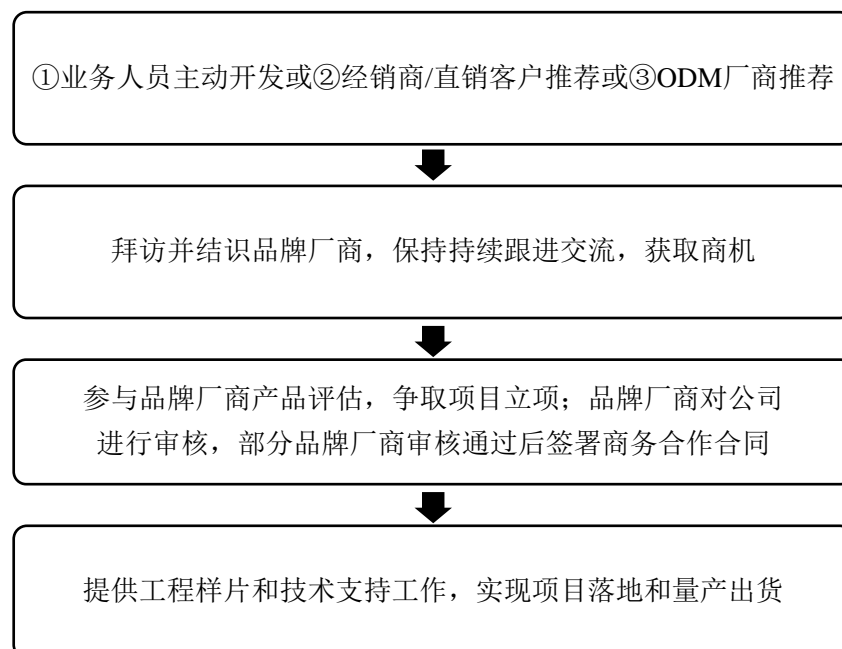 ①业务人员主动开发或②经销商/直销客户推荐或③ODM厂商推荐
拜访并结识品牌厂商，保持持续跟进交流，获取商机
参与品牌厂商产品评估，争取项目立项；品牌厂商对公司
进行审核，部分品牌厂商审核通过后签署商务合作合同
提供工程样片和技术支持工作，实现项目落地和量产出货